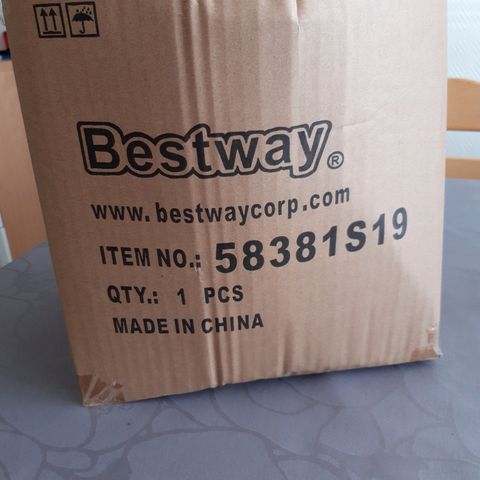 Bestway®
www.bestwaycorp.com
ITEM NO.: 58381S19
QTY.: 1 PCS
MADE IN CHINA